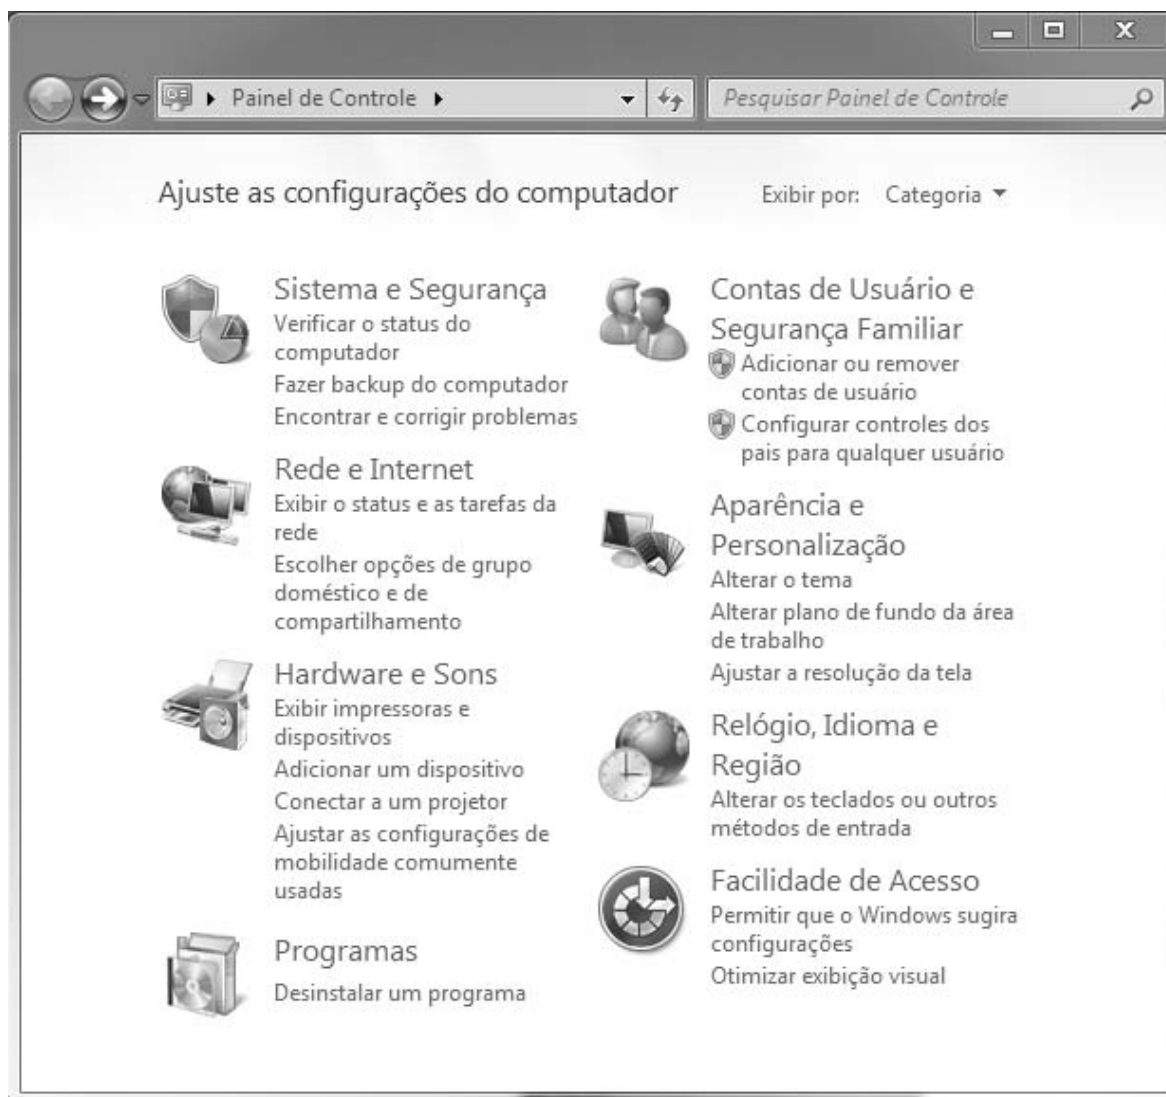 Painel de Controle
Pesquisar Painel de Controle
Ajuste as configurações do computador
Exibir por: Categoria
Sistema e Segurança
Verificar o status do
computador
Fazer backup do computador
Encontrar e corrigir problemas
Rede e Internet
Exibir o status e as tarefas da
rede
Escolher opções de grupo
doméstico e de
compartilhamento
Hardware e Sons
Exibir impressoras e
dispositivos
Adicionar um dispositivo
Conectar a um projetor
Ajustar as configurações de
mobilidade comumente
usadas
Programas
Desinstalar um programa
Contas de Usuário e
Segurança Familiar
Adicionar ou remover
contas de usuário
Configurar controles dos
pais para qualquer usuário
Aparência e
Personalização
Alterar o tema
Alterar plano de fundo da área
de trabalho
Ajustar a resolução da tela
Relógio, Idioma e
Região
Alterar os teclados ou outros
métodos de entrada
Facilidade de Acesso
Permitir que o Windows sugira
configurações
Otimizar exibição visual